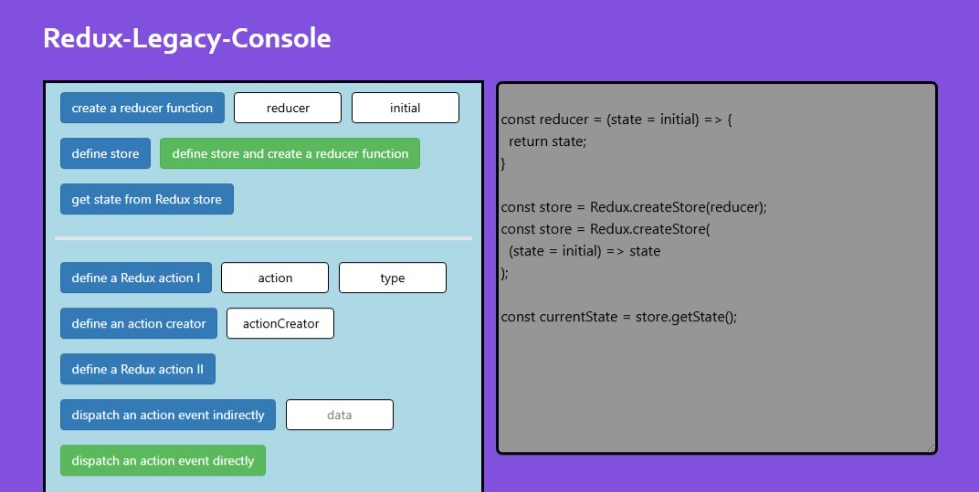 Redux-Legacy-Console
create a reducer function reducer initial
define store define store and create a reducer function
get state from Redux store
define a Redux action I action type
define an action creator actionCreator
define a Redux action II
dispatch an action event indirectly data
dispatch an action event directly
const reducer = (state = initial) => {
  return state;
}
const store = Redux.createStore(reducer);
const store = Redux.createStore(
  (state = initial) => state
);
const currentState = store.getState();